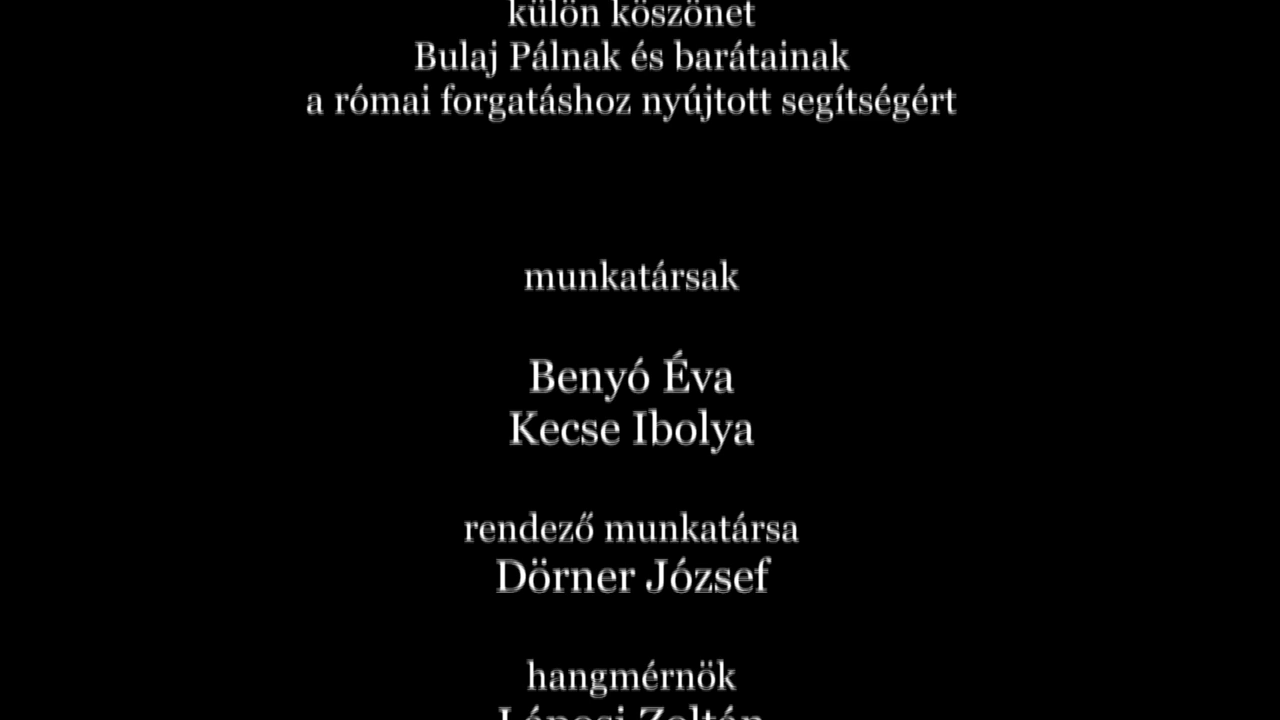 külön köszönet
Bulaj Pálnak és barátainak
a római forgatáshoz nyújtott segítségért
munkatársak
Benyó Éva
Kecse Ibolya
rendező munkatársa
Dörner József
hangmérnök
Zoltán